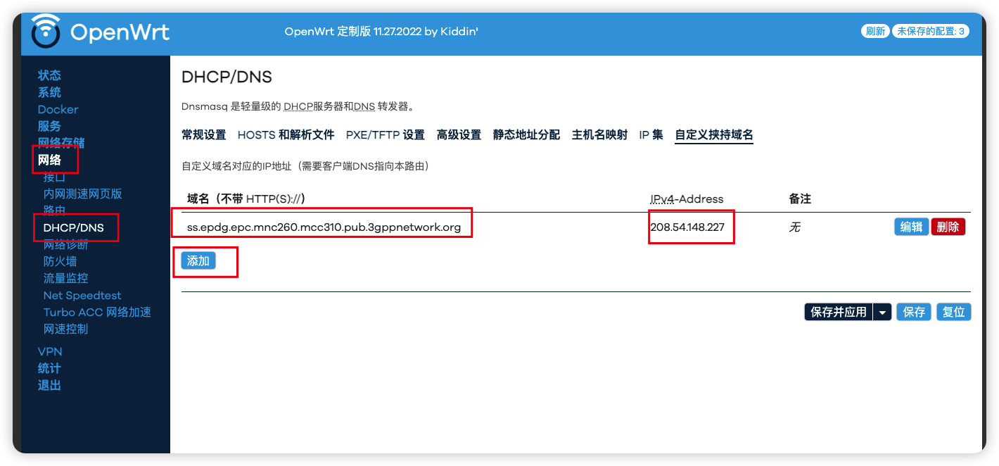 OpenWrt
OpenWrt 定制版 11.27.2022 by Kiddin'
刷新 未保存的配置: 3
状态
系统
Docker
服务
网络存储
网络
接口
内网测速网页版
路由
DHCP/DNS
网络诊断
防火墙
流量监控
Net Speedtest
Turbo ACC 网络加速
网速控制
VPN
统计
退出
DHCP/DNS
Dnsmasq 是轻量级的 DHCP服务器和DNS 转发器。
常规设置 HOSTS 和解析文件 PXE/TFTP 设置 高级设置 静态地址分配 主机名映射 IP 集 自定义挟持域名
自定义域名对应的IP地址（需要客户端DNS指向本路由）
域名（不带 HTTP(S)://） IPv4-Address 备注
ss.epdg.epc.mnc260.mcc310.pub.3gppnetwork.org 208.54.148.227 无 编辑 删除
添加
保存并应用 保存 复位